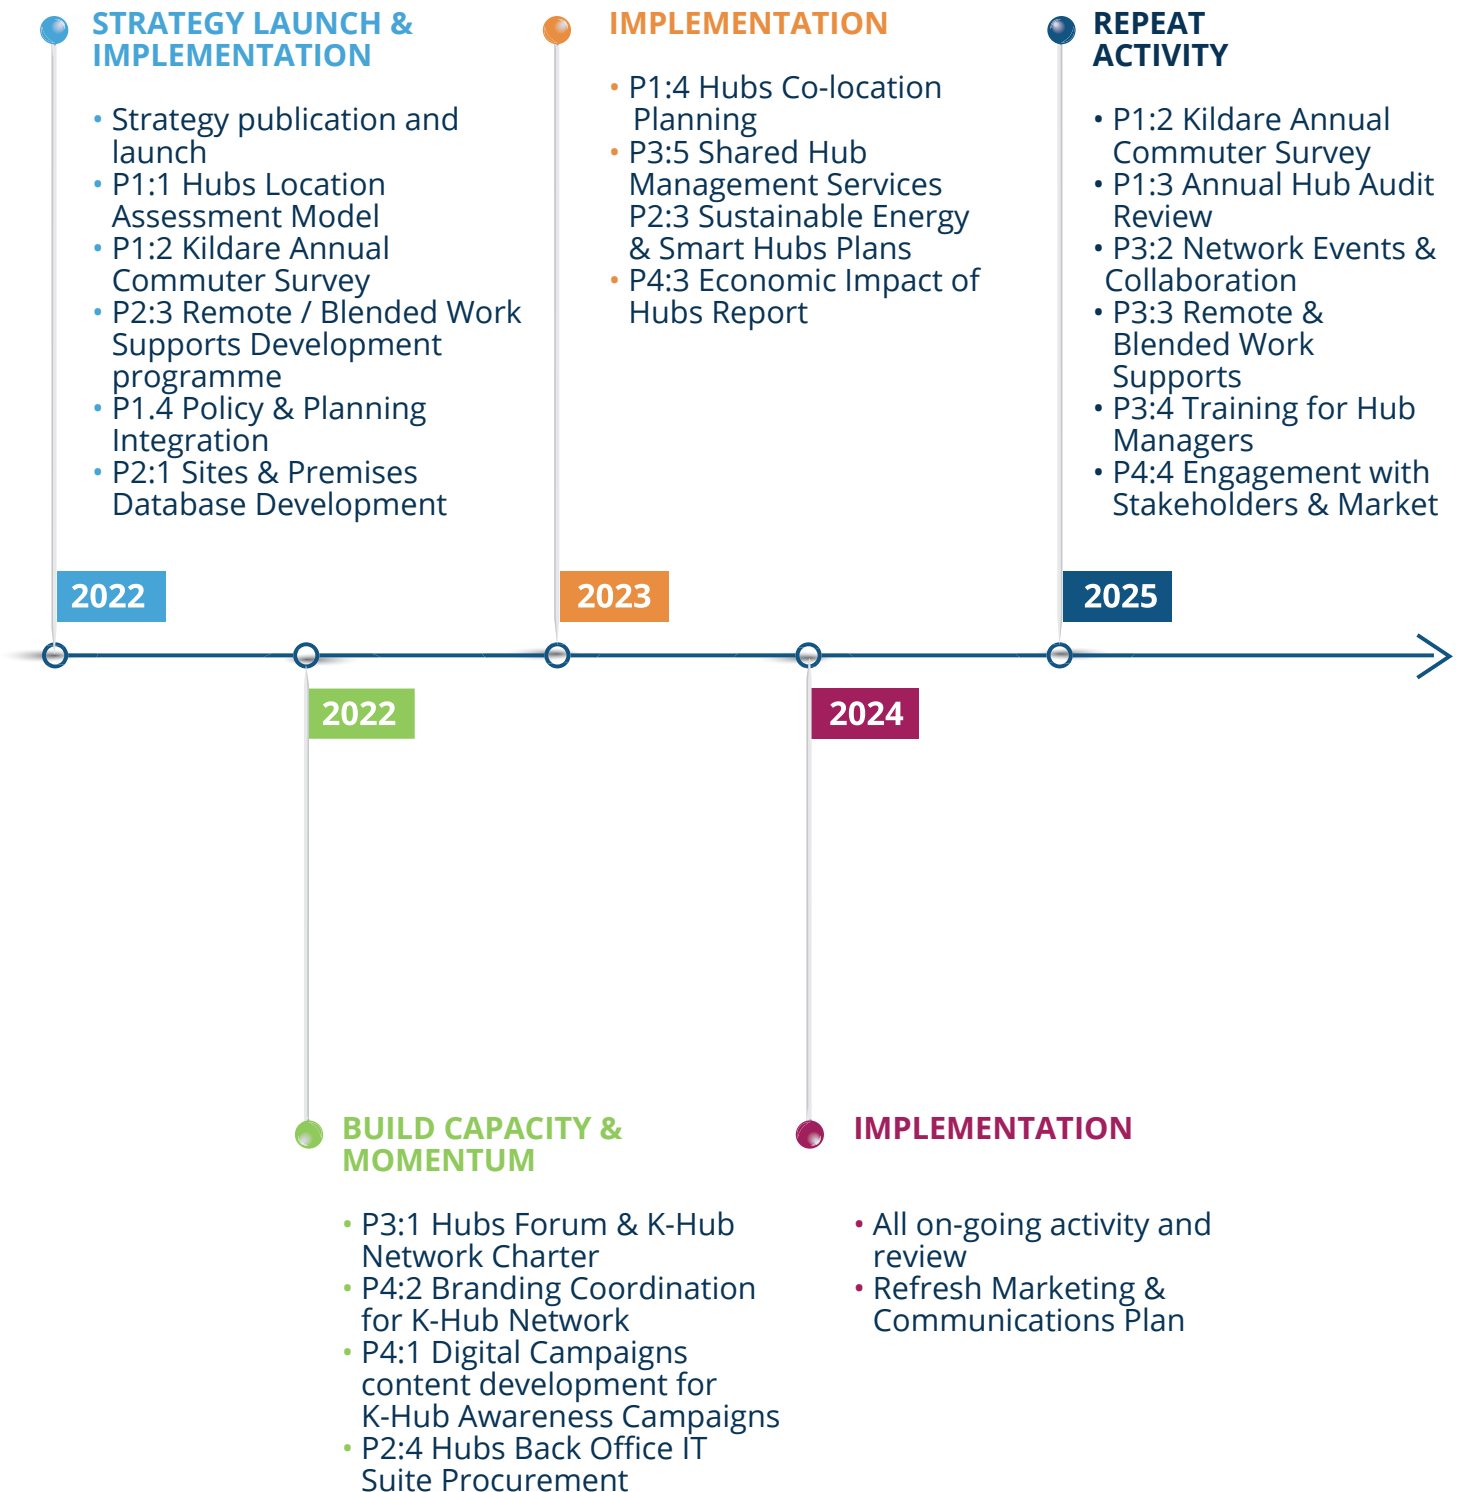 STRATEGY LAUNCH &
IMPLEMENTATION
• Strategy publication and
launch
• P1:1 Hubs Location
Assessment Model
• P1:2 Kildare Annual
Commuter Survey
• P2:3 Remote / Blended Work
Supports Development
programme
• P1.4 Policy & Planning
Integration
• P2:1 Sites & Premises
Database Development
2022
IMPLEMENTATION
• P1:4 Hubs Co-location
Planning
• P3:5 Shared Hub
Management Services
P2:3 Sustainable Energy
& Smart Hubs Plans
• P4:3 Economic Impact of
Hubs Report
2023
REPEAT
ACTIVITY
• P1:2 Kildare Annual
Commuter Survey
• P1:3 Annual Hub Audit
Review
• P3:2 Network Events &
Collaboration
• P3:3 Remote &
Blended Work
Supports
• P3:4 Training for Hub
Managers
• P4:4 Engagement with
Stakeholders & Market
2025
2022
BUILD CAPACITY &
MOMENTUM
• P3:1 Hubs Forum & K-Hub
Network Charter
• P4:2 Branding Coordination
for K-Hub Network
• P4:1 Digital Campaigns
content development for
K-Hub Awareness Campaigns
• P2:4 Hubs Back Office IT
Suite Procurement
2024
IMPLEMENTATION
• All on-going activity and
review
• Refresh Marketing &
Communications Plan